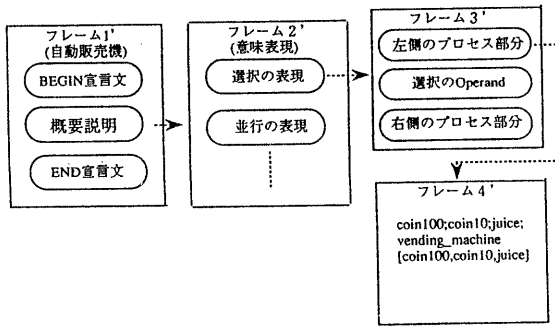 フレーム1'
(自動販売機)
BEGIN宣言文
概要説明
END宣言文
フレーム2'
(意味表現)
選択の表現
並行の表現
フレーム3'
左側のプロセス部分
選択のOperand
右側のプロセス部分
フレーム4'
coin100;coin10;juice;
vending_machine
{coin100,coin10,juice}